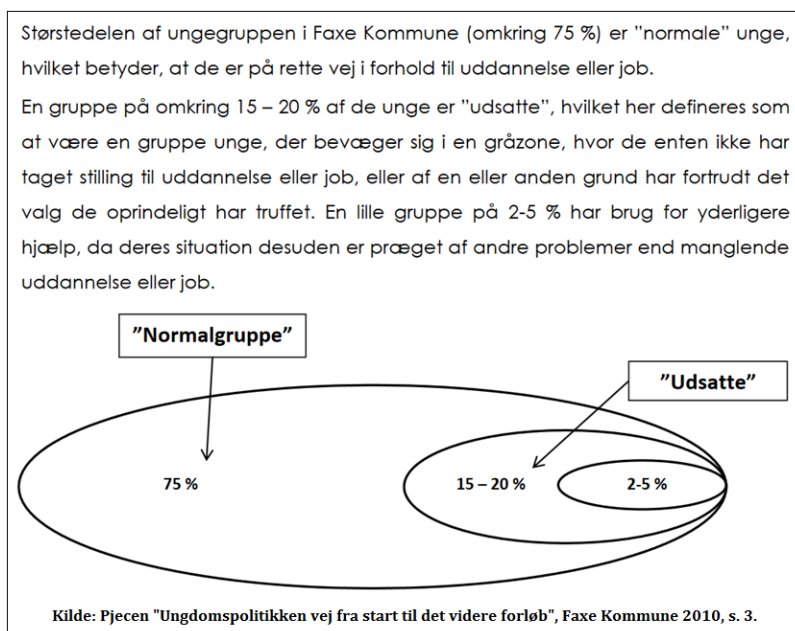 Størstedelen af ungegruppen i Faxe Kommune (omkring 75 %) er ”normale” unge,
hvilket betyder, at de er på rette vej i forhold til uddannelse eller job.
En gruppe på omkring 15 – 20 % af de unge er ”udsatte”, hvilket her defineres som
at være en gruppe unge, der bevæger sig i en gråzone, hvor de enten ikke har
taget stilling til uddannelse eller job, eller af en eller anden grund har fortrudt det
valg de oprindeligt har truffet. En lille gruppe på 2-5 % har brug for yderligere
hjælp, da deres situation desuden er præget af andre problemer end manglende
uddannelse eller job.
”Normalgruppe”
”Udsatte”
75 %
15 – 20 %
2-5 %
Kilde: Pjecen "Ungdomspolitikken vej fra start til det videre forløb", Faxe Kommune 2010, s. 3.